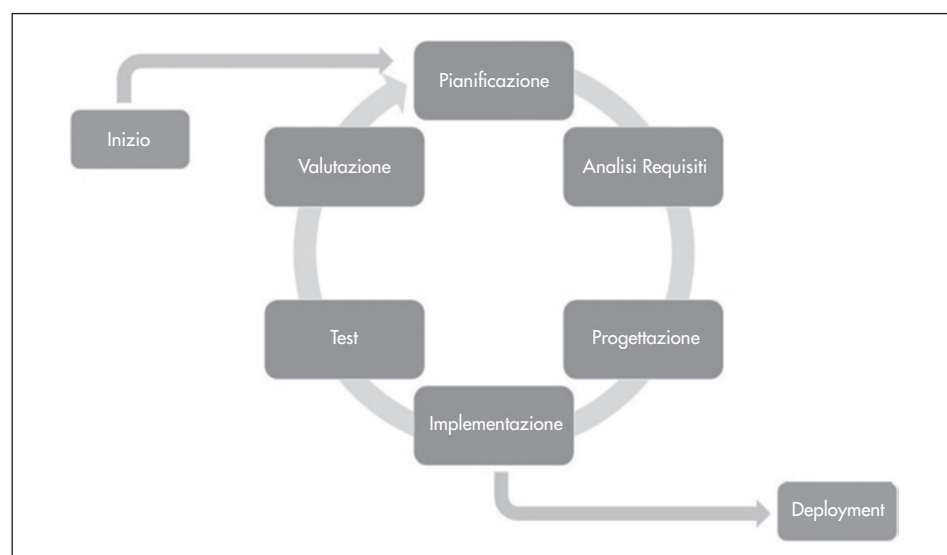 Inizio
Pianificazione
Analisi Requisiti
Progettazione
Implementazione
Test
Valutazione
Deployment